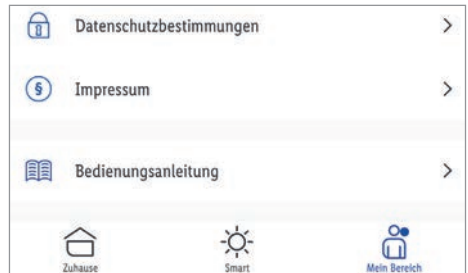 Datenschutzbestimmungen
§ Impressum
Bedienungsanleitung
Zuhause Smart Mein Bereich